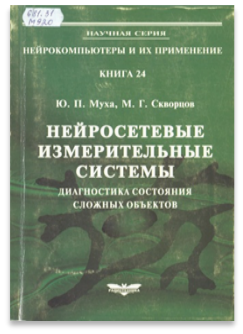 НАУЧНАЯ СЕРИЯ
НЕЙРОКОМПЬЮТЕРЫ И ИХ ПРИМЕНЕНИЕ
КНИГА 24
Ю. П. Муха, М. Г. Скворцов
НЕЙРОСЕТЕВЫЕ
ИЗМЕРИТЕЛЬНЫЕ
СИСТЕМЫ
ДИАГНОСТИКА СОСТОЯНИЯ
СЛОЖНЫХ ОБЪЕКТОВ